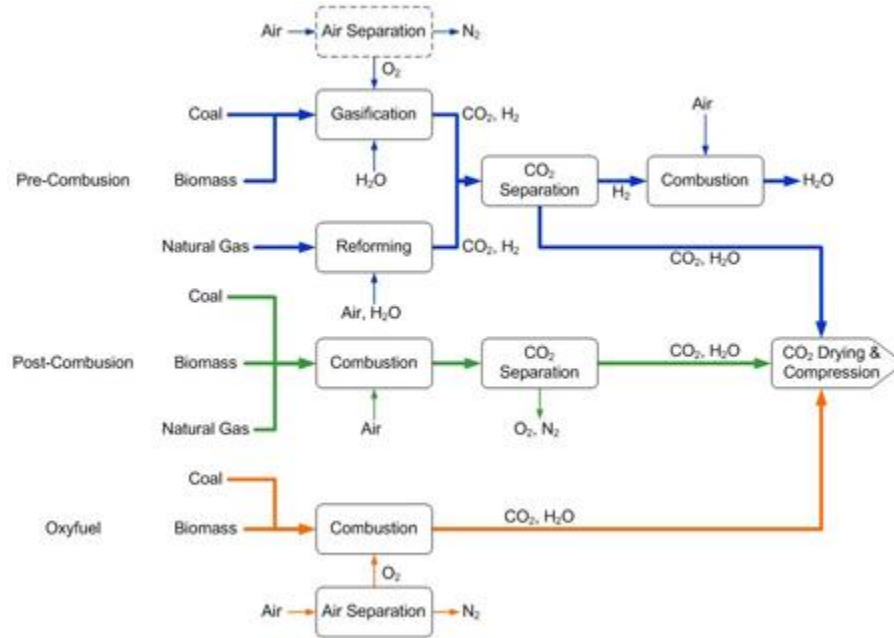 Air
Air Separation
N₂
O₂
Coal
Gasification
CO₂, H₂
Air
Pre-Combusion
Biomass
H₂O
CO₂
Separation
H₂
Combustion
H₂O
Natural Gas
Reforming
CO₂, H₂
CO₂, H₂O
Coal
Air, H₂O
Post-Combusion
Biomass
Combustion
CO₂
Separation
CO₂, H₂O
CO₂ Drying &
Compression
Natural Gas
Air
O₂, N₂
Coal
Oxyfuel
Biomass
Combustion
CO₂, H₂O
O₂
Air
Air Separation
N₂